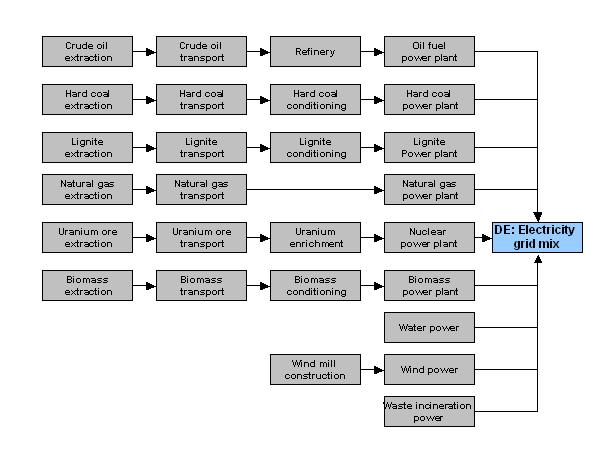 Crude oil
extraction
Crude oil
transport
Refinery
Oil fuel
power plant
Hard coal
extraction
Hard coal
transport
Hard coal
conditioning
Hard coal
power plant
Lignite
extraction
Lignite
transport
Lignite
conditioning
Lignite
Power plant
Natural gas
extraction
Natural gas
transport
Natural gas
power plant
Uranium ore
extraction
Uranium ore
transport
Uranium
enrichment
Nuclear
power plant
DE: Electricity
grid mix
Biomass
extraction
Biomass
transport
Biomass
conditioning
Biomass
power plant
Water power
Wind mill
construction
Wind power
Waste incineration
power